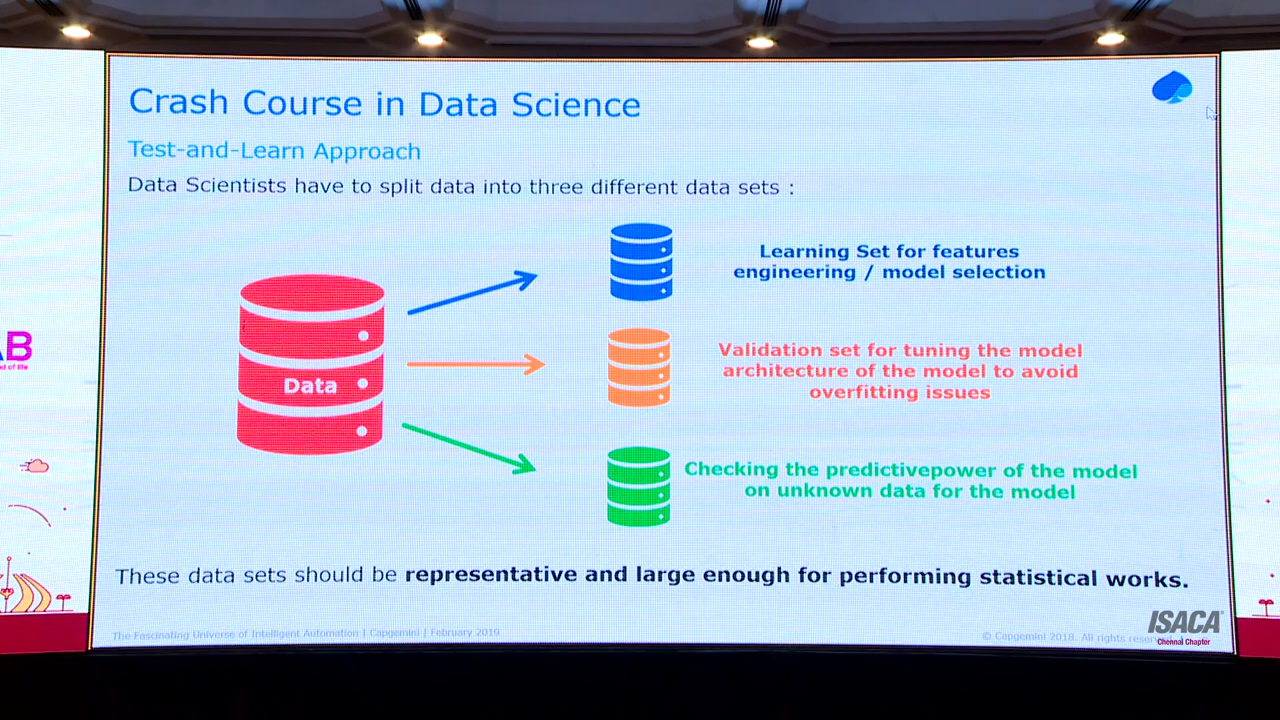 Crash Course in Data Science
Test-and-Learn Approach
Data Scientists have to split data into three different data sets :
Learning Set for features
engineering / model selection
Data
Validation set for tuning the model
architecture of the model to avoid
overfitting issues
Checking the predictivepower of the model
on unknown data for the model
These data sets should be representative and large enough for performing statistical works.
The Fascinating Universe of Intelligent Automation | Capgemini | February 2019
© Capgemini 2018. All rights
ISACA
Chennai Chapter